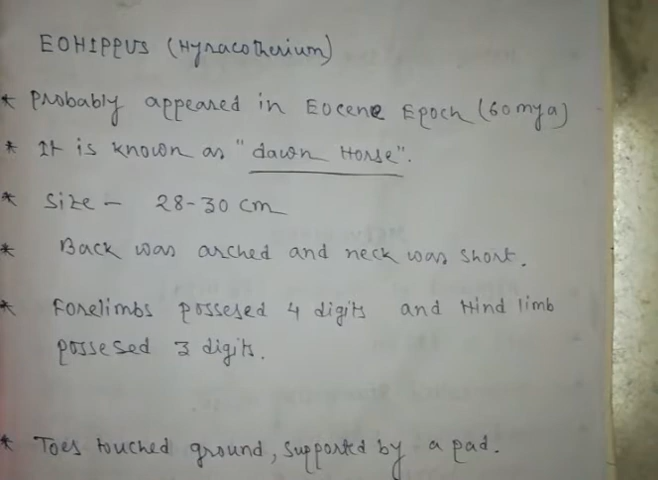 EOHIPPUS (Hyracotherium)
* Probably appeared in Eocene Epoch (60mya)
* It is known as "dawn Horse".
* Size - 28-30 cm
* Back was arched and neck was short.
* Forelimbs possesed 4 digits and Hind limb
possesed 3 digits.
* Toes touched ground, supported by a pad.